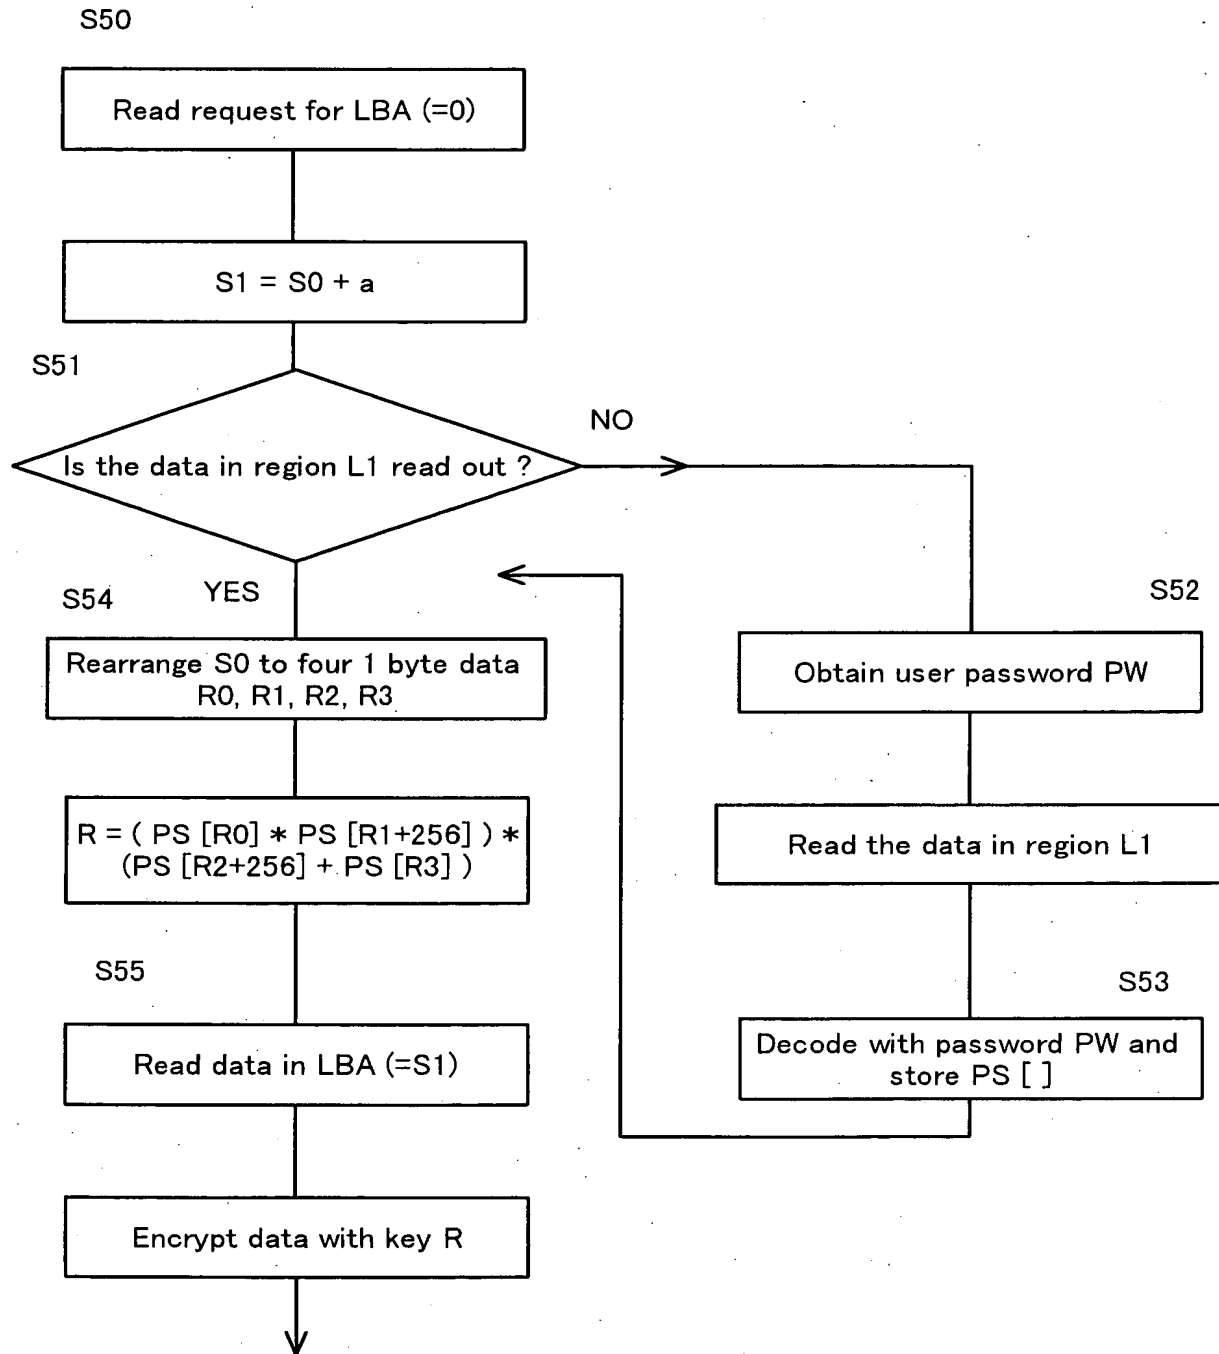 S50
Read request for LBA (=0)
S1 = S0 + a
S51
Is the data in region L1 read out ?
NO
YES
S54
Rearrange S0 to four 1 byte data
R0, R1, R2, R3
R = ( PS [R0] * PS [R1+256] ) *
(PS [R2+256] + PS [R3] )
S55
Read data in LBA (=S1)
Encrypt data with key R
S52
Obtain user password PW
Read the data in region L1
S53
Decode with password PW and
store PS [ ]